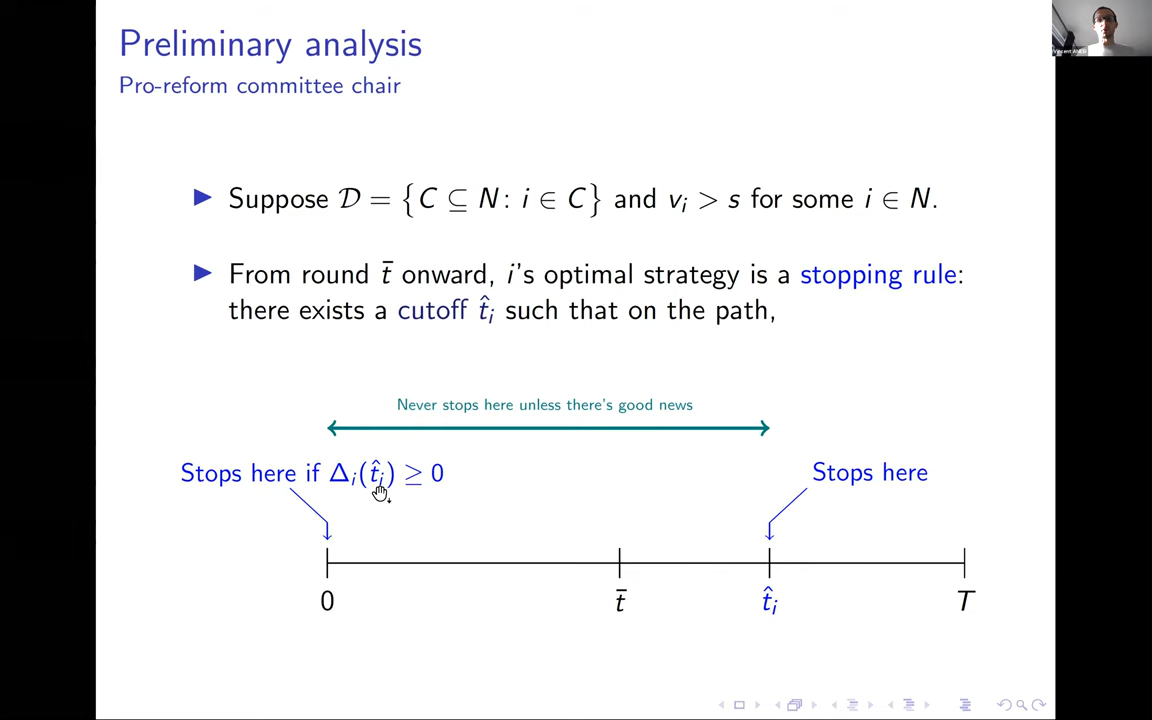 Preliminary analysis
Pro-reform committee chair
▶ Suppose 𝒟 = {C ⊆ N : i ∈ C} and vᵢ > s for some i ∈ N.
▶ From round t̄ onward, i's optimal strategy is a stopping rule:
there exists a cutoff t̂ᵢ such that on the path,
Never stops here unless there's good news
Stops here if Δᵢ(t̂ᵢ) ≥ 0
Stops here
0 t̄ t̂ᵢ T